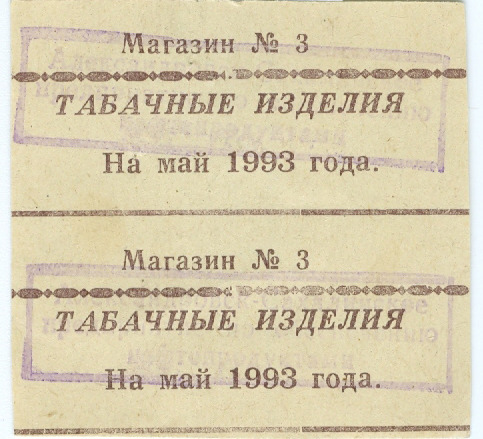 Магазин № 3
ТАБАЧНЫЕ ИЗДЕЛИЯ
На май 1993 года.
Магазин № 3
ТАБАЧНЫЕ ИЗДЕЛИЯ
На май 1993 года.